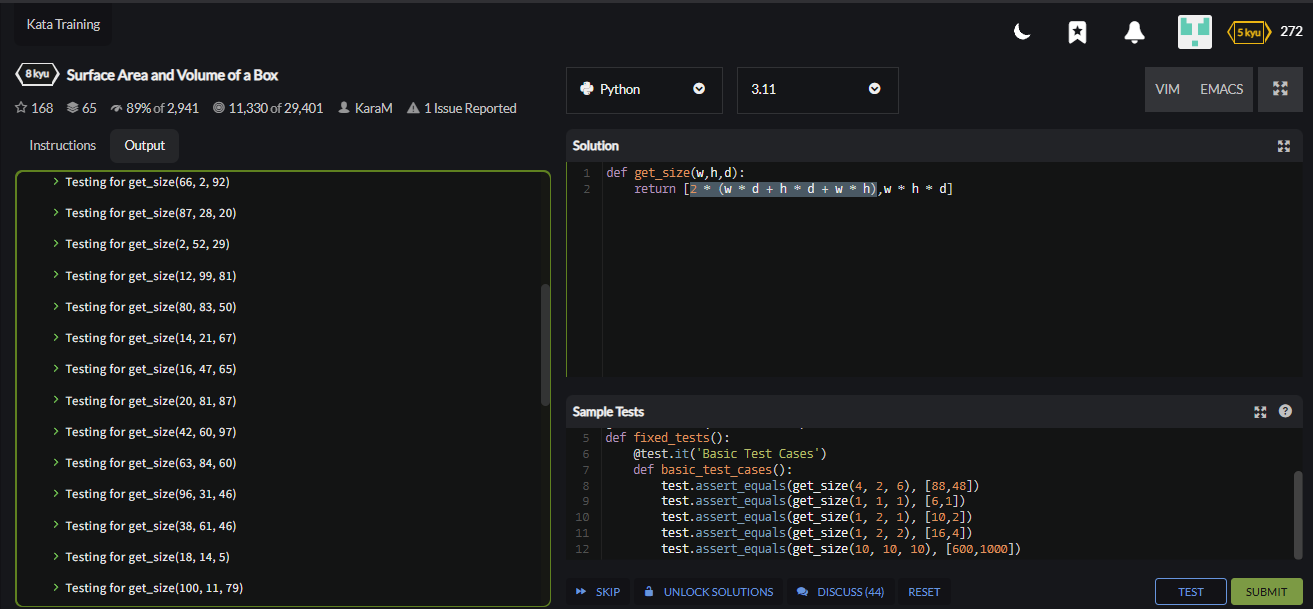 Kata Training
5 kyu 272
8 kyu Surface Area and Volume of a Box
168 65 89% of 2,941 11,330 of 29,401 KaraM 1 Issue Reported
Python 3.11 VIM EMACS
Instructions Output
Testing for get_size(66, 2, 92)
Testing for get_size(87, 28, 20)
Testing for get_size(2, 52, 29)
Testing for get_size(12, 99, 81)
Testing for get_size(80, 83, 50)
Testing for get_size(14, 21, 67)
Testing for get_size(16, 47, 65)
Testing for get_size(20, 81, 87)
Testing for get_size(42, 60, 97)
Testing for get_size(63, 84, 60)
Testing for get_size(96, 31, 46)
Testing for get_size(38, 61, 46)
Testing for get_size(18, 14, 5)
Testing for get_size(100, 11, 79)
Solution
1 def get_size(w,h,d):
2 return [2 * (w * d + h * d + w * h),w * h * d]
Sample Tests
5 def fixed_tests():
6 @test.it('Basic Test Cases')
7 def basic_test_cases():
8 test.assert_equals(get_size(4, 2, 6), [88,48])
9 test.assert_equals(get_size(1, 1, 1), [6,1])
10 test.assert_equals(get_size(1, 2, 1), [10,2])
11 test.assert_equals(get_size(1, 2, 2), [16,4])
12 test.assert_equals(get_size(10, 10, 10), [600,1000])
SKIP UNLOCK SOLUTIONS DISCUSS (44) RESET TEST SUBMIT